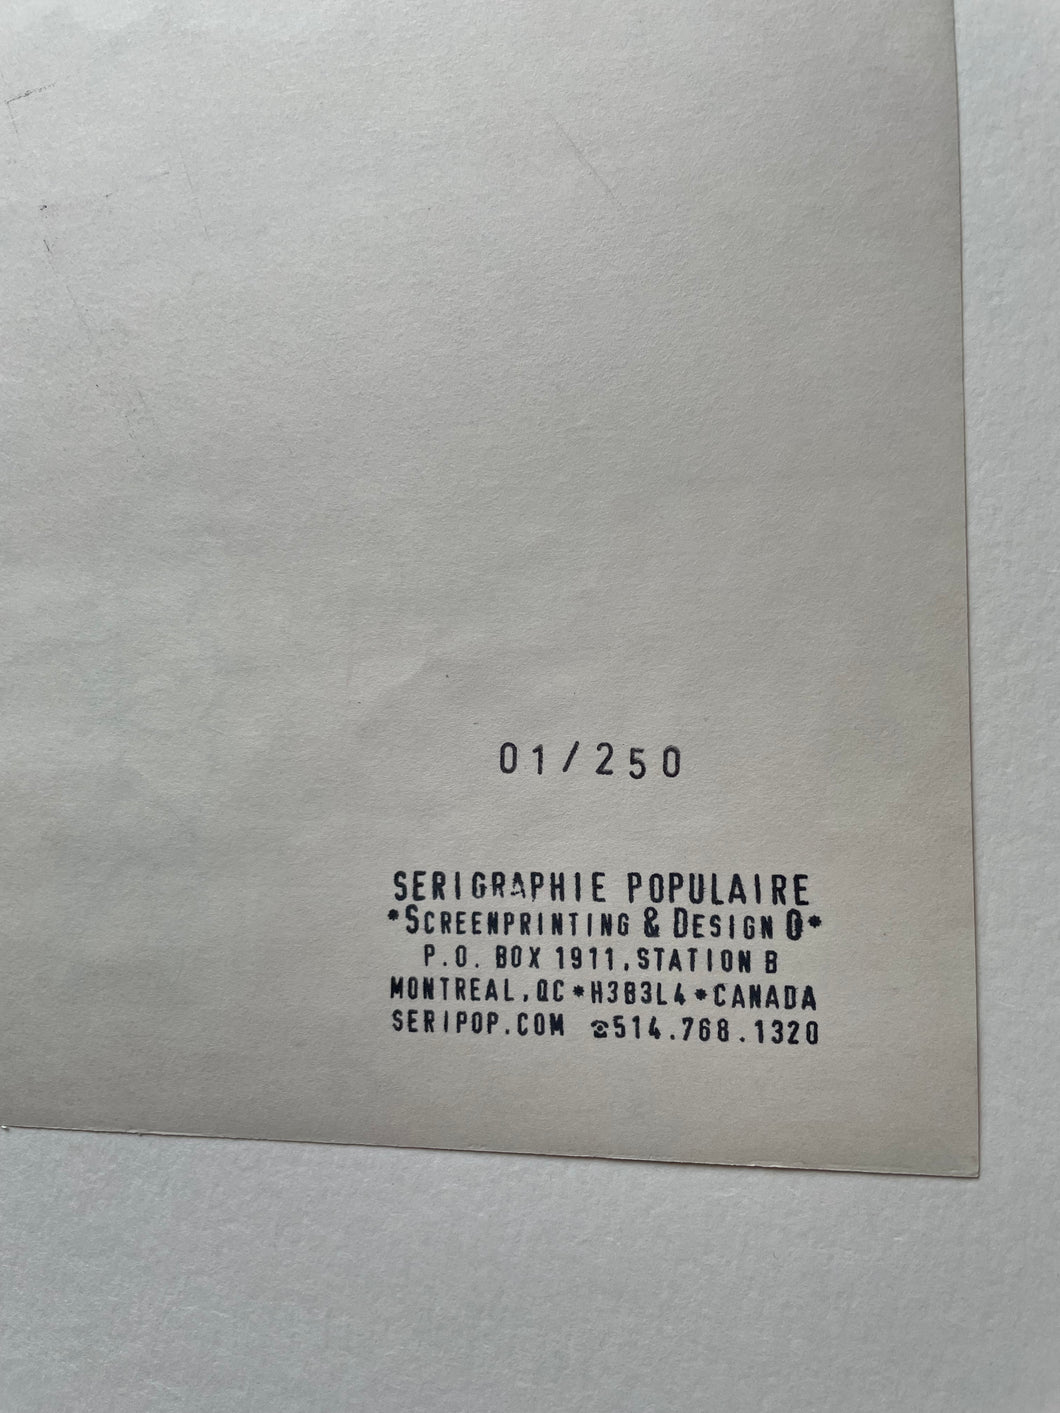 01/250
SERIGRAPHIE POPULAIRE
*SCREENPRINTING & DESIGN O*
P.O. BOX 1911, STATION B
MONTREAL, QC * H3B3L4 * CANADA
SERIPOP.COM ☎514.768.1320